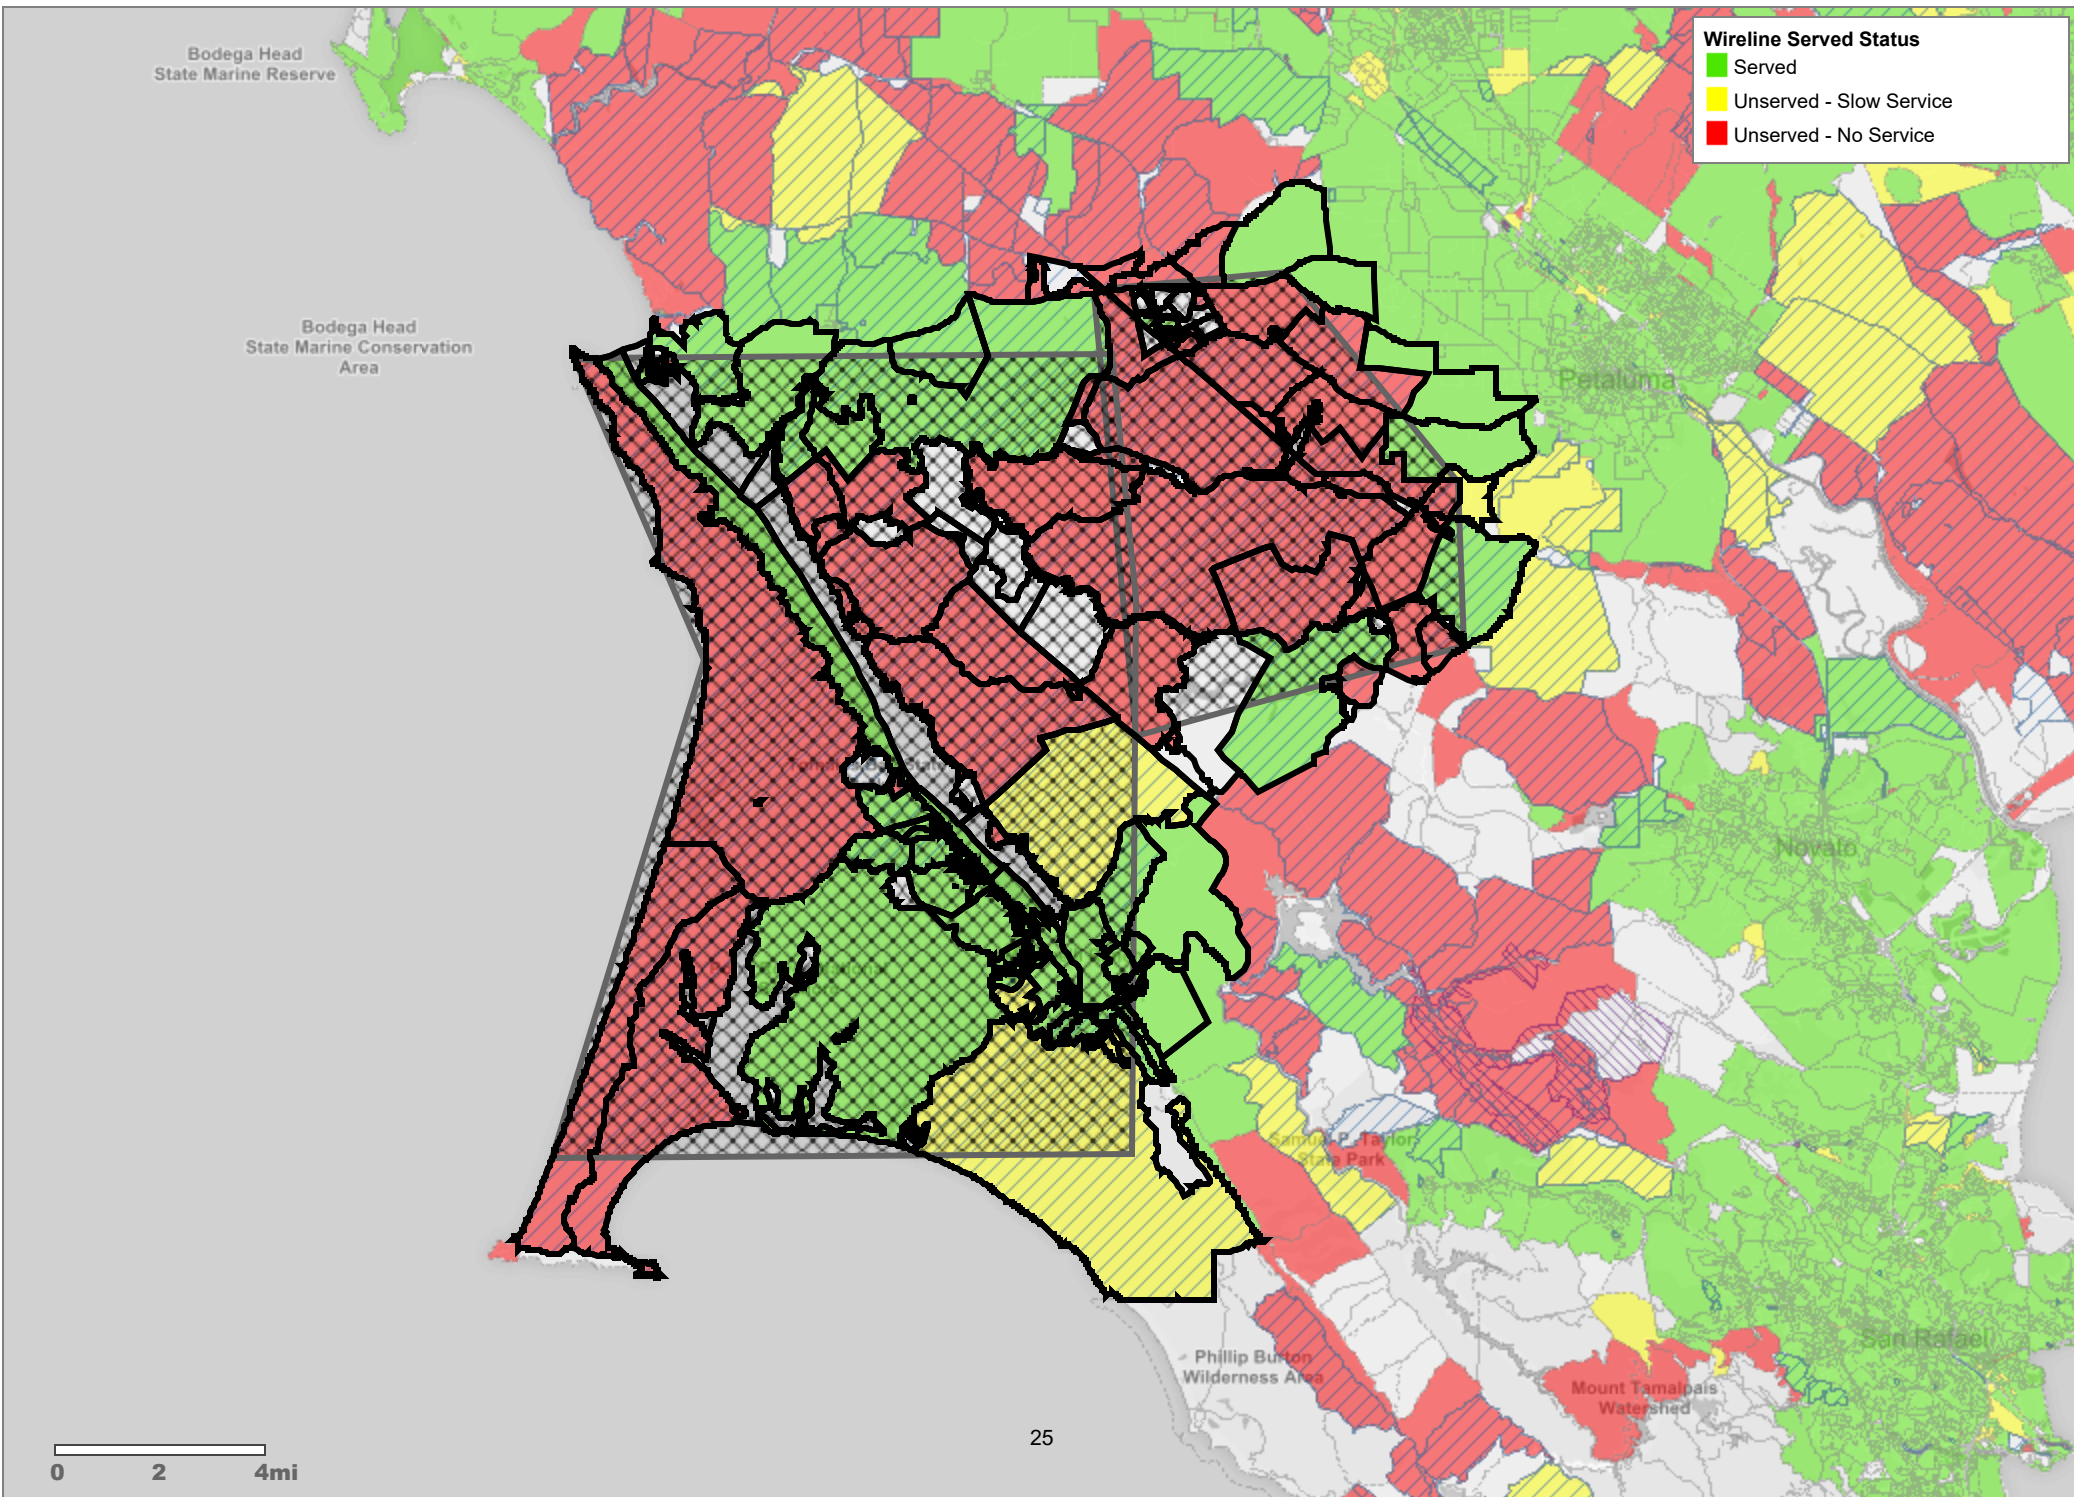 Bodega Head
State Marine Reserve
Wireline Served Status
Served
Unserved - Slow Service
Unserved - No Service
Bodega Head
State Marine Conservation
Area
Petaluma
Novato
Samuel P. Taylor
State Park
San Rafael
Phillip Burton
Wilderness Area
Mount Tamalpais
Watershed
25
0 2 4mi